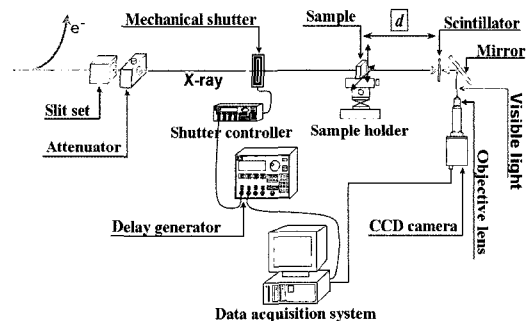 Mechanical shutter
Sample
d
Scintillator
e-
Mirror
X-ray
Slit set
Attenuator
Shutter controller
Sample holder
Visible light
Objective lens
Delay generator
CCD camera
Data acquisition system